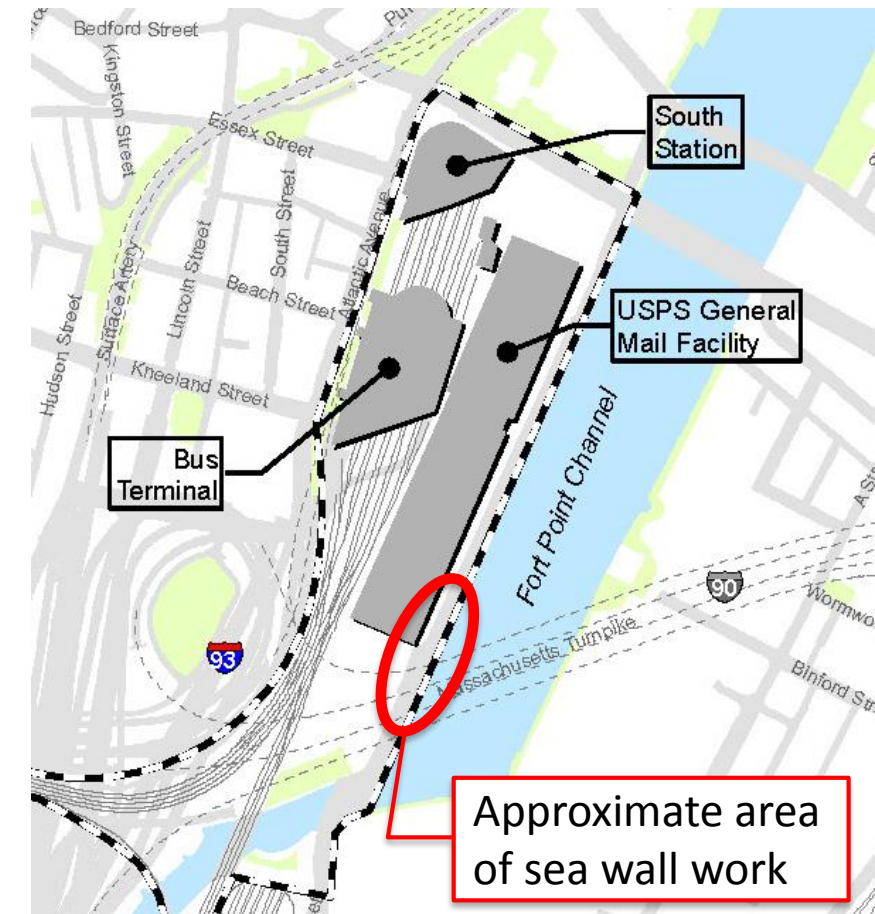 Bedford Street
Kingston Street
Essex Street
South
Station
Surface Artery
Lincoln Street
South Street
Atlantic Avenue
Beach Street
USPS General
Mail Facility
Hudson Street
Kneeland Street
Bus
Terminal
Fort Point Channel
90
93
Massachusetts Turnpike
Binford
Approximate area
of sea wall work